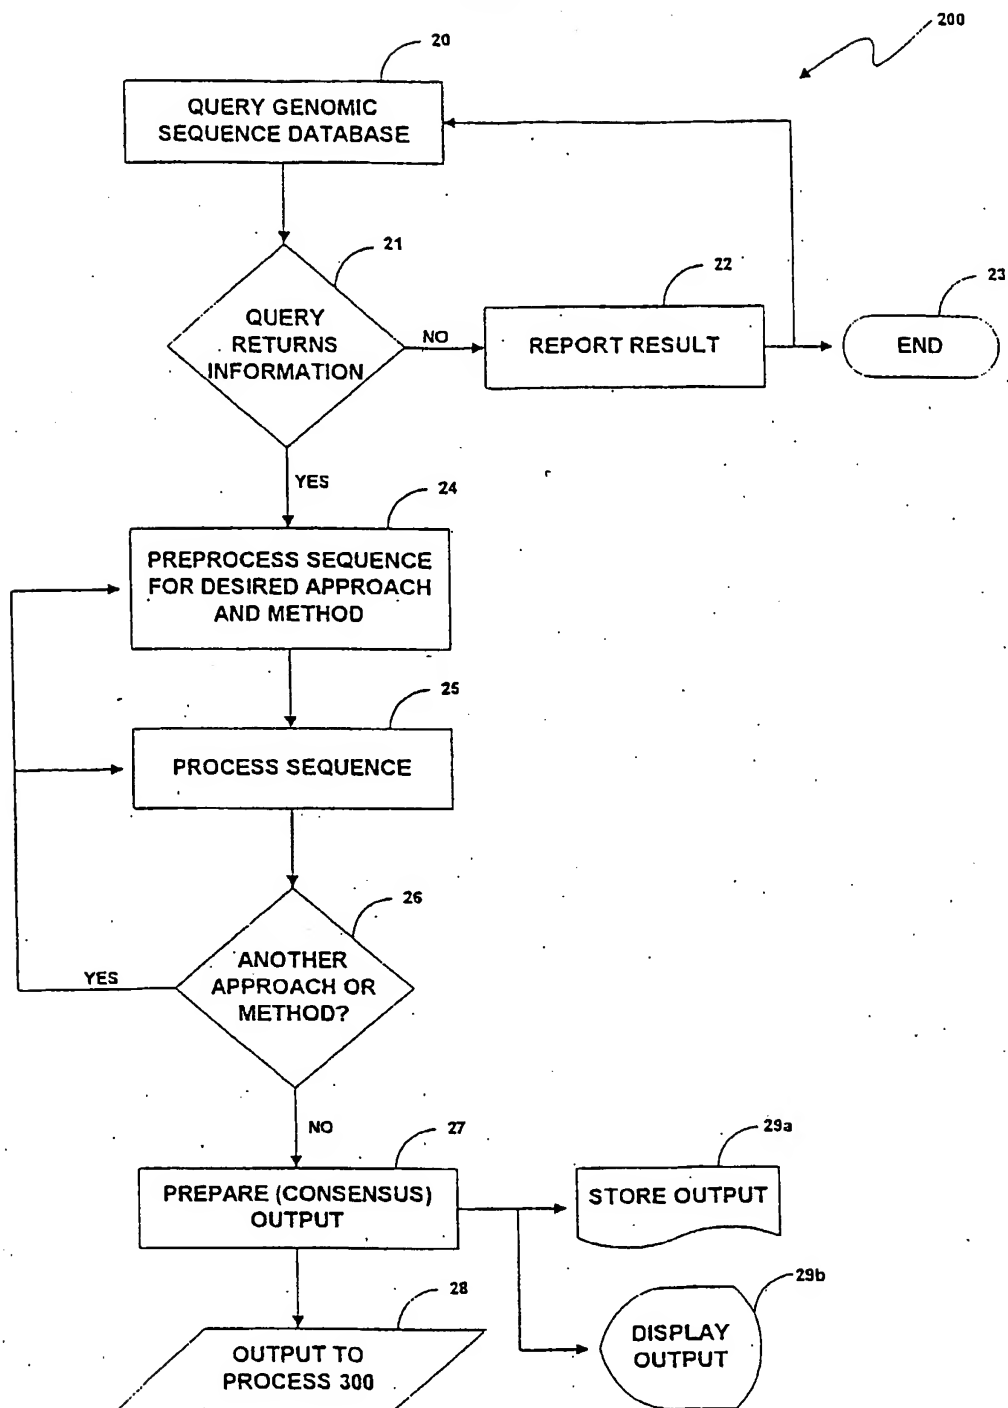 200
20
QUERY GENOMIC
SEQUENCE DATABASE
21
QUERY
RETURNS
INFORMATION
NO
22
REPORT RESULT
23
END
YES
24
PREPROCESS SEQUENCE
FOR DESIRED APPROACH
AND METHOD
25
PROCESS SEQUENCE
26
ANOTHER
APPROACH OR
METHOD?
YES
NO
27
PREPARE (CONSENSUS)
OUTPUT
29a
STORE OUTPUT
28
OUTPUT TO
PROCESS 300
29b
DISPLAY
OUTPUT